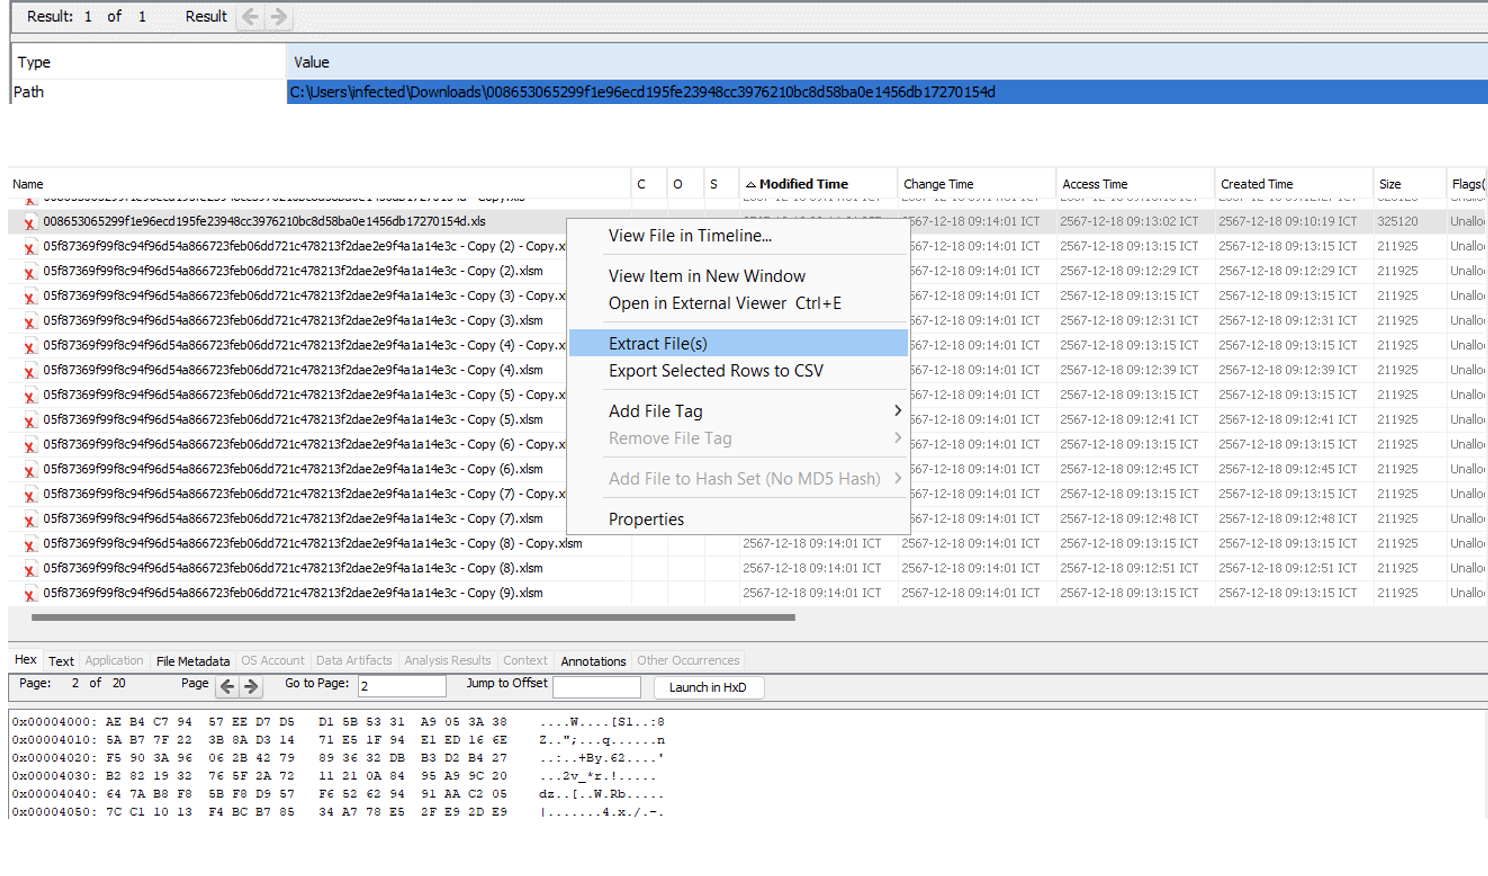 Result: 1 of 1 Result
Type Value
Path C:\Users\infected\Downloads\008653065299f1e96ecd195fe23948cc3976210bc8d58ba0e1456db17270154d
Name C O S Modified Time Change Time Access Time Created Time Size Flags(
008653065299f1e96ecd195fe23948cc3976210bc8d58ba0e1456db17270154d.xls 2567-12-18 09:13:02 ICT 2567-12-18 09:10:19 ICT 325120 Unallo
05f87369f99f8c94f96d54a866723feb06dd721c478213f2dae2e9f4a1a14e3c - Copy (2) - Copy.x 567-12-18 09:14:01 ICT 2567-12-18 09:13:15 ICT 2567-12-18 09:13:15 ICT 211925 Unallo
05f87369f99f8c94f96d54a866723feb06dd721c478213f2dae2e9f4a1a14e3c - Copy (2).xlsm 567-12-18 09:14:01 ICT 2567-12-18 09:12:29 ICT 2567-12-18 09:12:29 ICT 211925 Unallo
05f87369f99f8c94f96d54a866723feb06dd721c478213f2dae2e9f4a1a14e3c - Copy (3) - Copy.x 567-12-18 09:14:01 ICT 2567-12-18 09:13:15 ICT 2567-12-18 09:13:15 ICT 211925 Unallo
05f87369f99f8c94f96d54a866723feb06dd721c478213f2dae2e9f4a1a14e3c - Copy (3).xlsm 567-12-18 09:14:01 ICT 2567-12-18 09:12:31 ICT 2567-12-18 09:12:31 ICT 211925 Unallo
05f87369f99f8c94f96d54a866723feb06dd721c478213f2dae2e9f4a1a14e3c - Copy (4) - Copy.x 567-12-18 09:14:01 ICT 2567-12-18 09:13:15 ICT 2567-12-18 09:13:15 ICT 211925 Unallo
05f87369f99f8c94f96d54a866723feb06dd721c478213f2dae2e9f4a1a14e3c - Copy (4).xlsm 567-12-18 09:14:01 ICT 2567-12-18 09:12:39 ICT 2567-12-18 09:12:39 ICT 211925 Unallo
05f87369f99f8c94f96d54a866723feb06dd721c478213f2dae2e9f4a1a14e3c - Copy (5) - Copy.x 567-12-18 09:14:01 ICT 2567-12-18 09:13:15 ICT 2567-12-18 09:13:15 ICT 211925 Unallo
05f87369f99f8c94f96d54a866723feb06dd721c478213f2dae2e9f4a1a14e3c - Copy (5).xlsm 567-12-18 09:14:01 ICT 2567-12-18 09:12:41 ICT 2567-12-18 09:12:41 ICT 211925 Unallo
05f87369f99f8c94f96d54a866723feb06dd721c478213f2dae2e9f4a1a14e3c - Copy (6) - Copy.x 567-12-18 09:14:01 ICT 2567-12-18 09:13:15 ICT 2567-12-18 09:13:15 ICT 211925 Unallo
05f87369f99f8c94f96d54a866723feb06dd721c478213f2dae2e9f4a1a14e3c - Copy (6).xlsm 567-12-18 09:14:01 ICT 2567-12-18 09:12:45 ICT 2567-12-18 09:12:45 ICT 211925 Unallo
05f87369f99f8c94f96d54a866723feb06dd721c478213f2dae2e9f4a1a14e3c - Copy (7) - Copy.x 567-12-18 09:14:01 ICT 2567-12-18 09:13:15 ICT 2567-12-18 09:13:15 ICT 211925 Unallo
05f87369f99f8c94f96d54a866723feb06dd721c478213f2dae2e9f4a1a14e3c - Copy (7).xlsm 567-12-18 09:14:01 ICT 2567-12-18 09:12:48 ICT 2567-12-18 09:12:48 ICT 211925 Unallo
05f87369f99f8c94f96d54a866723feb06dd721c478213f2dae2e9f4a1a14e3c - Copy (8) - Copy.xlsm 2567-12-18 09:14:01 ICT 2567-12-18 09:14:01 ICT 2567-12-18 09:13:15 ICT 2567-12-18 09:13:15 ICT 211925 Unallo
05f87369f99f8c94f96d54a866723feb06dd721c478213f2dae2e9f4a1a14e3c - Copy (8).xlsm 2567-12-18 09:14:01 ICT 2567-12-18 09:14:01 ICT 2567-12-18 09:12:51 ICT 2567-12-18 09:12:51 ICT 211925 Unallo
05f87369f99f8c94f96d54a866723feb06dd721c478213f2dae2e9f4a1a14e3c - Copy (9).xlsm 2567-12-18 09:14:01 ICT 2567-12-18 09:14:01 ICT 2567-12-18 09:13:15 ICT 2567-12-18 09:13:15 ICT 211925 Unallo
View File in Timeline...
View Item in New Window
Open in External Viewer Ctrl+E
Extract File(s)
Export Selected Rows to CSV
Add File Tag
Remove File Tag
Add File to Hash Set (No MD5 Hash)
Properties
Hex Text Application File Metadata OS Account Data Artifacts Analysis Results Context Annotations Other Occurrences
Page: 2 of 20 Page Go to Page: 2 Jump to Offset Launch in HxD
0x00004000: AE B4 C7 94 57 EE D7 D5 D1 5B 53 31 A9 05 3A 38 ....W....[S1..:8
0x00004010: 5A B7 7F 22 3B 8A D3 14 71 E5 1F 94 E1 ED 16 6E Z..";...q......n
0x00004020: F5 90 3A 96 06 2B 42 79 89 36 32 DB B3 D2 B4 27 ..:..+By.62....'
0x00004030: B2 82 19 32 76 5F 2A 72 11 21 0A 84 95 A9 9C 20 ...2v_*r.!.....
0x00004040: 64 7A B8 F8 5B F8 D9 57 F6 52 62 94 91 AA C2 05 dz..[..W.Rb.....
0x00004050: 7C C1 10 13 F4 BC B7 85 34 A7 78 E5 2F E9 2D E9 |.......4.x./.-.